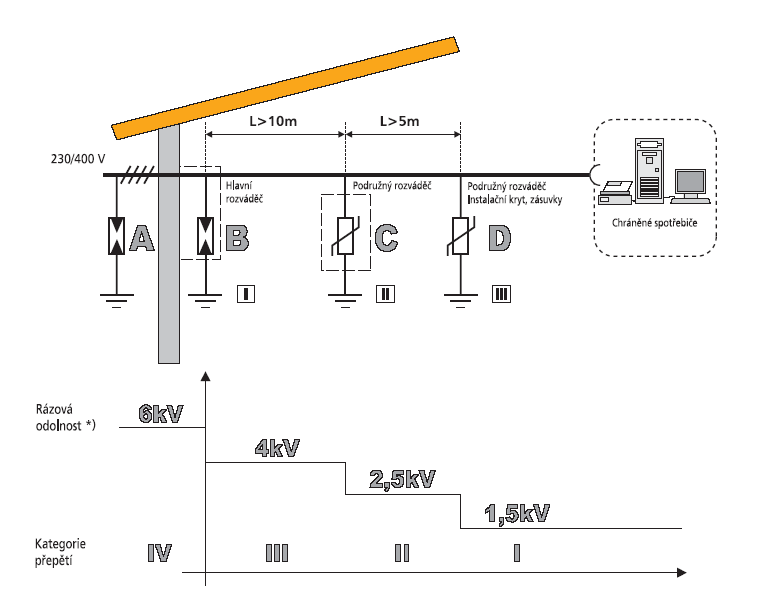 L>10m
L>5m
230/400 V
Hlavní
rozváděč
Podružný rozváděč
Podružný rozváděč
Instalační kryt, zásuvky
Chráněné spotřebiče
A
B
C
D
I
II
III
Rázová
odolnost *)
6kV
4kV
2,5kV
1,5kV
Kategorie
přepětí
IV
III
II
I